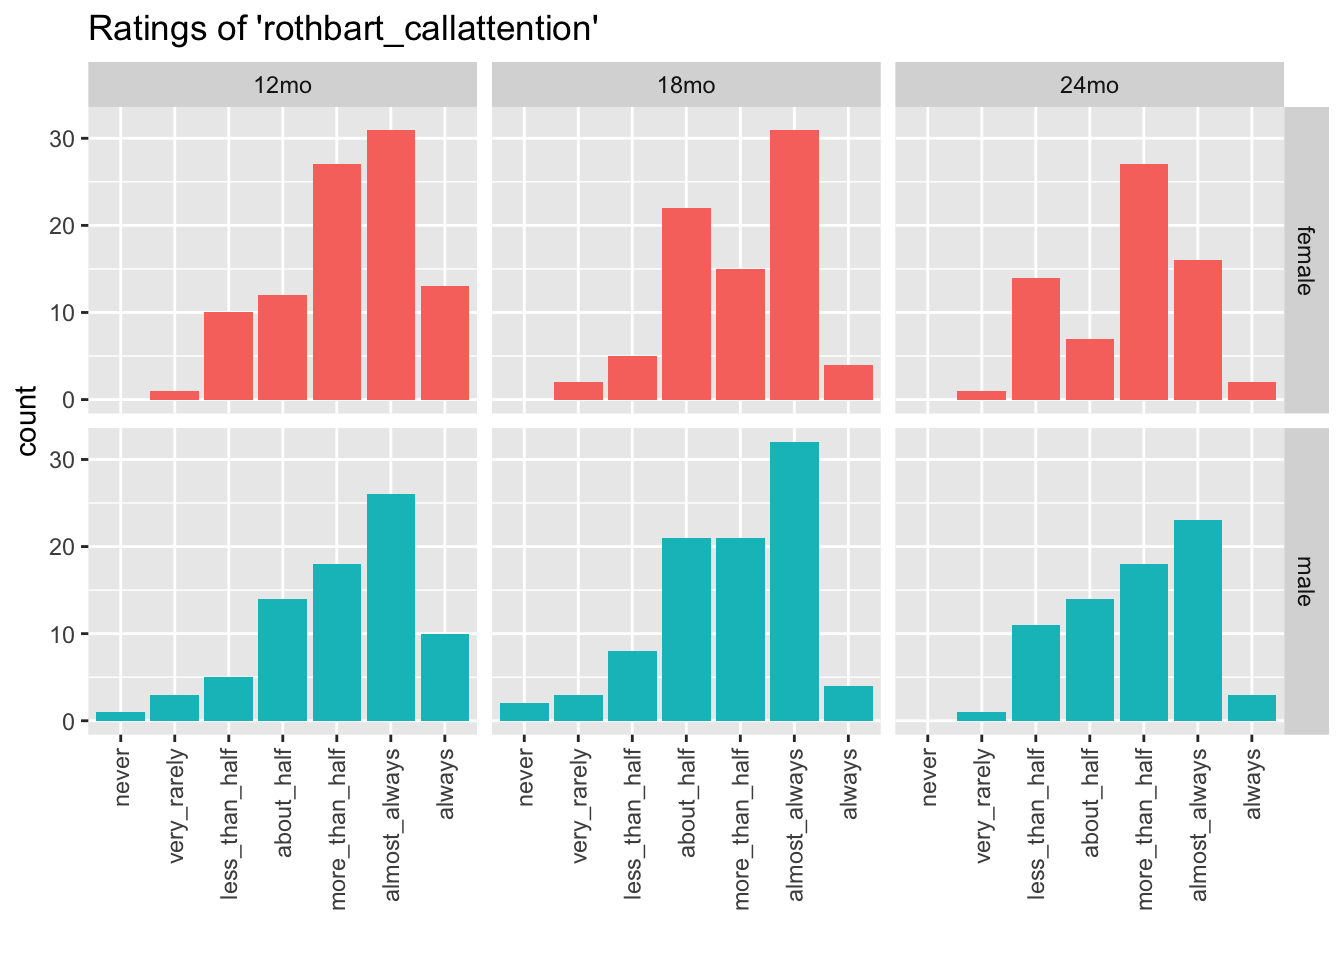 Ratings of 'rothbart_callattention'
12mo 18mo 24mo
30
20
10
0
female
count
30
20
10
0
male
never very_rarely less_than_half about_half more_than_half almost_always always
never very_rarely less_than_half about_half more_than_half almost_always always
never very_rarely less_than_half about_half more_than_half almost_always always